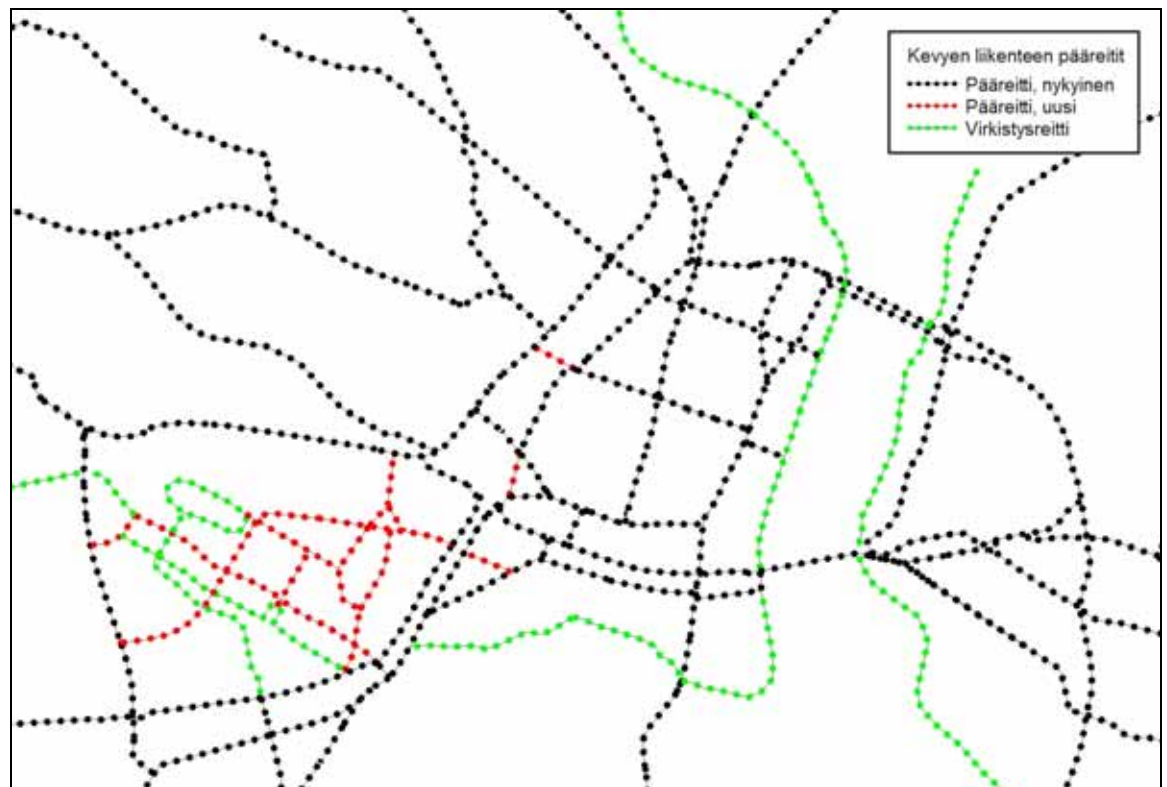 Kevyen liikenteen pääreitit
Pääreitti, nykyinen
Pääreitti, uusi
Virkistysreitti